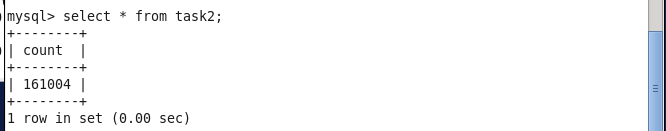 mysql> select * from task2;
+--------+
| count  |
+--------+
| 161004 |
+--------+
1 row in set (0.00 sec)